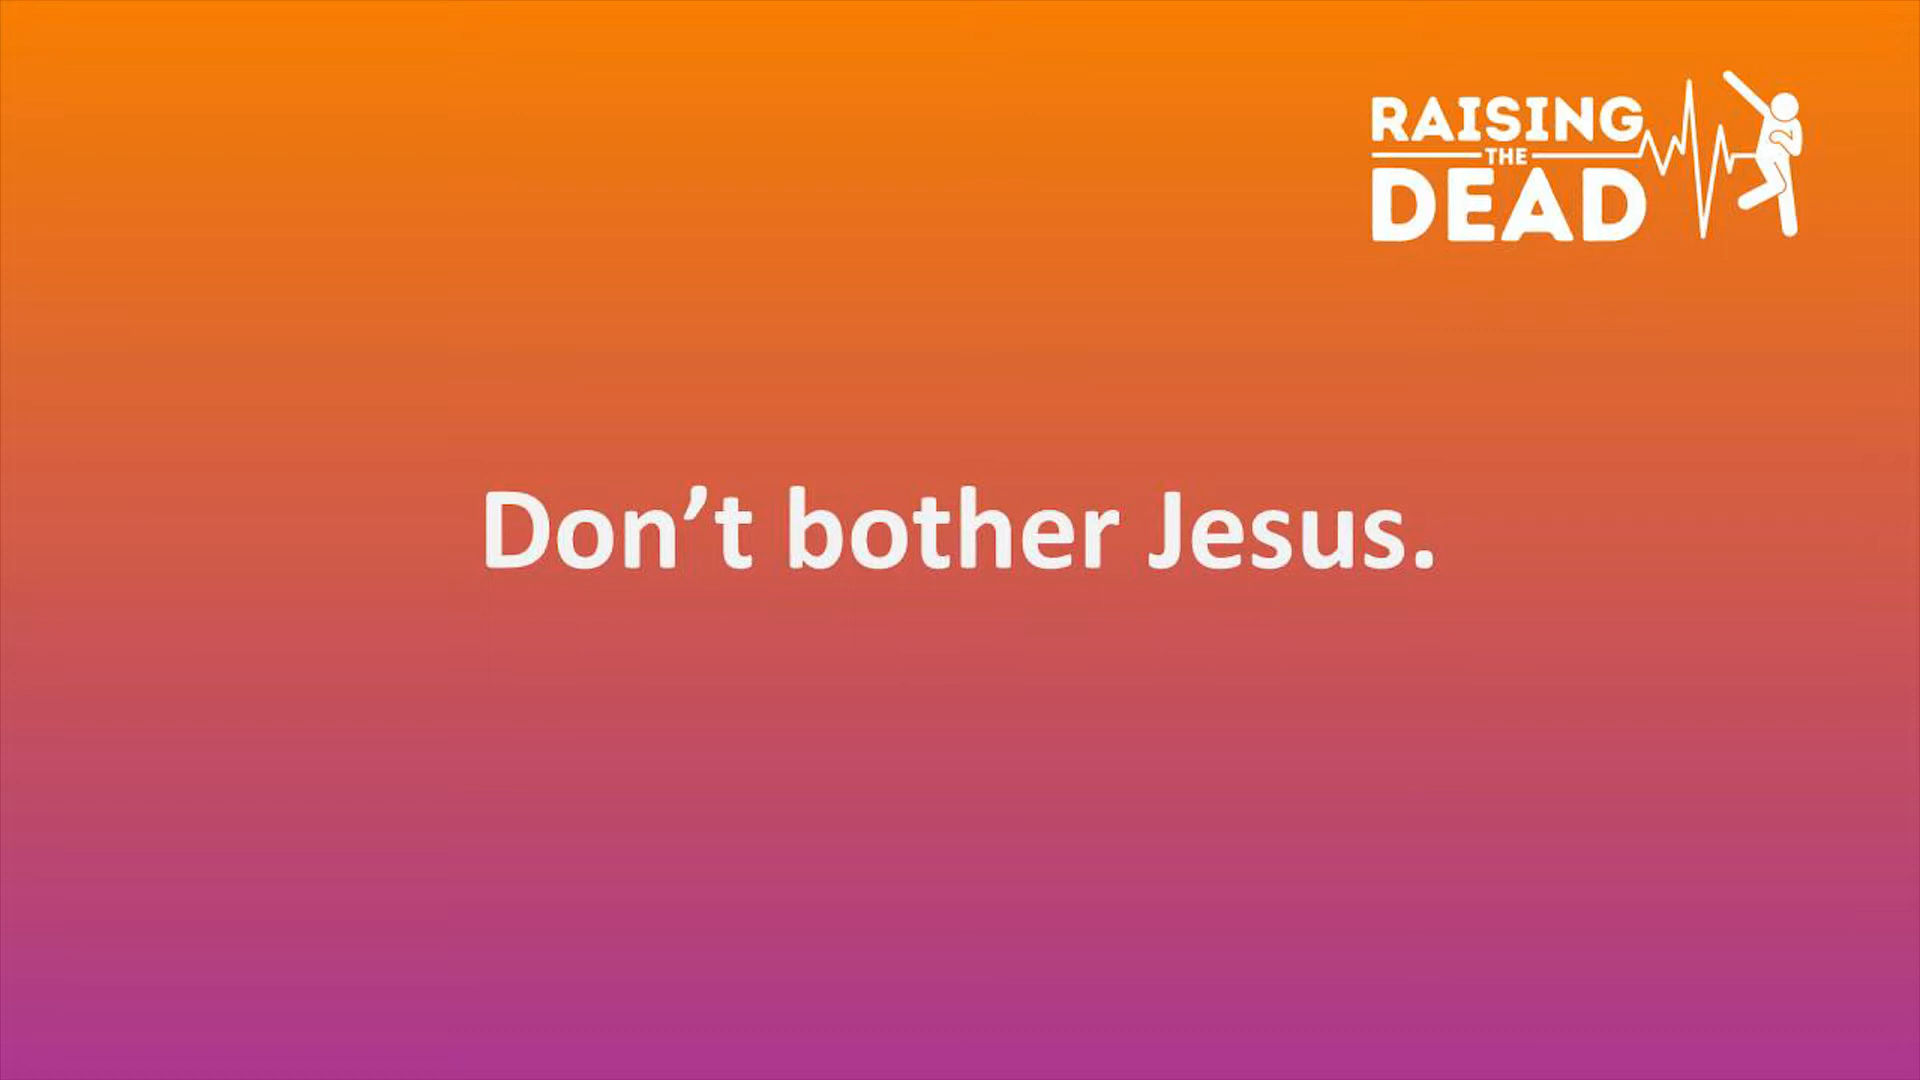 RAISING
THE
DEAD
Don’t bother Jesus.